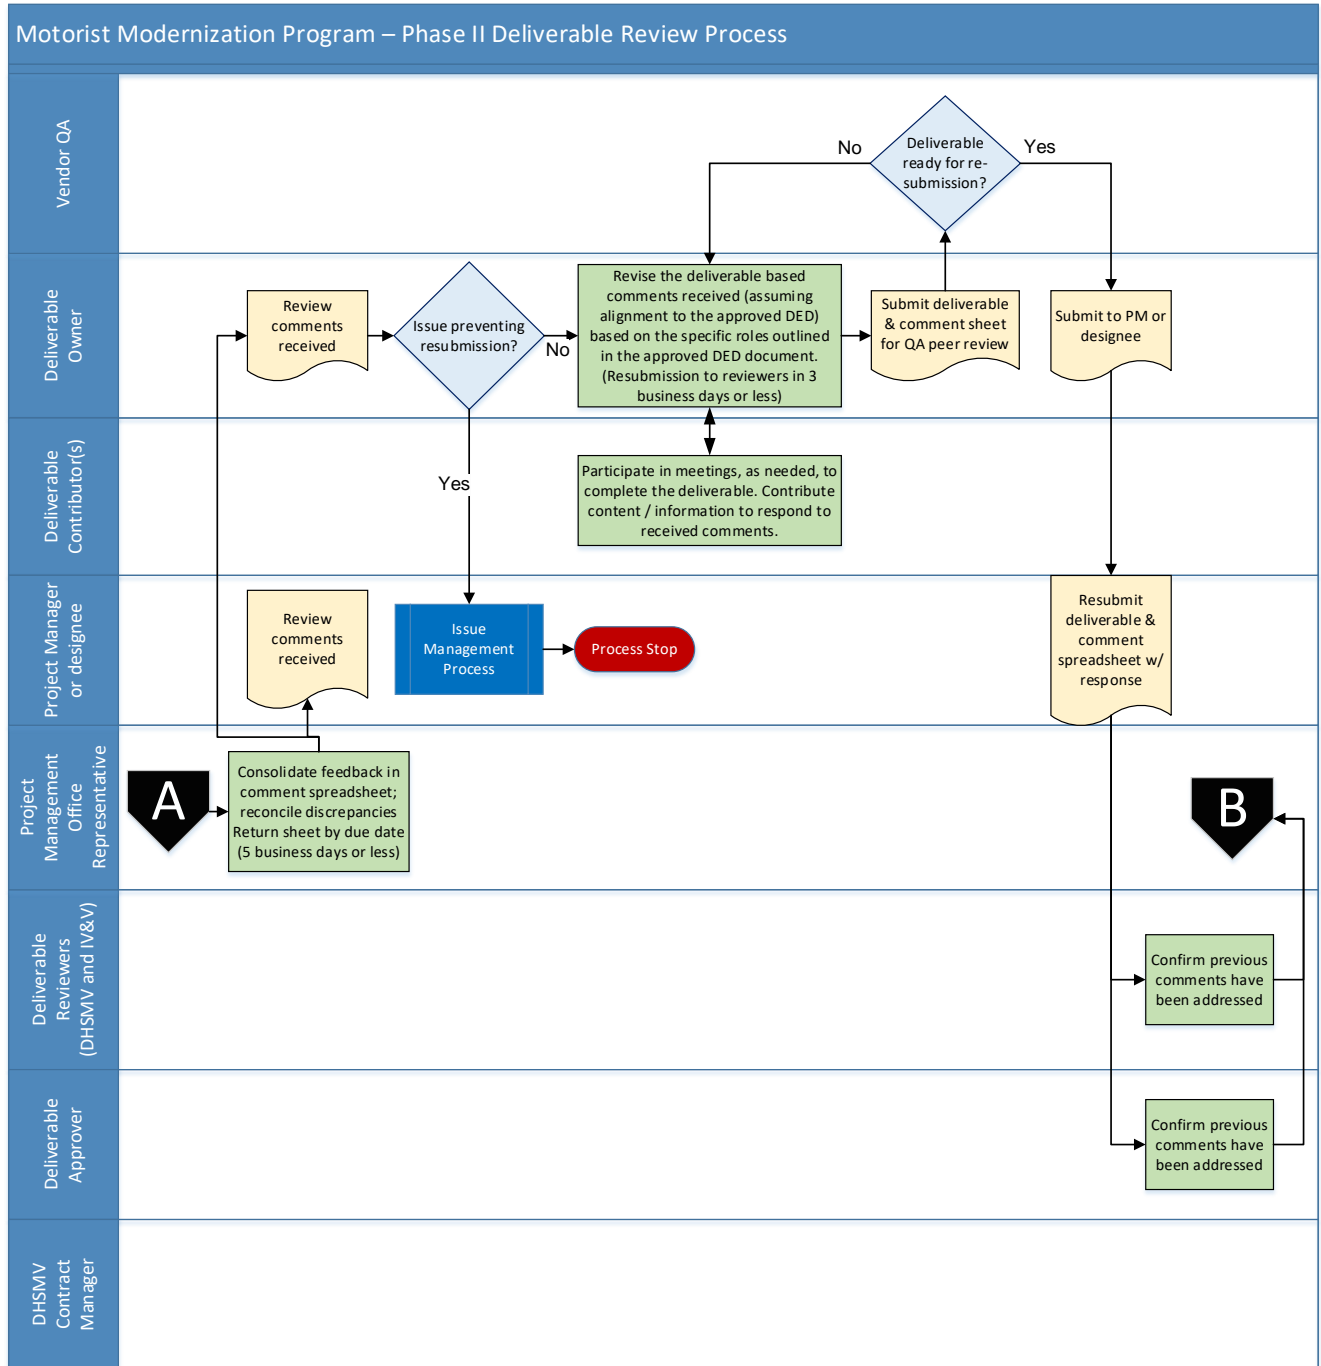 Motorist Modernization Program – Phase II Deliverable Review Process
Vendor QA
Deliverable
ready for re-
submission?
No
Yes
Deliverable
Owner
Review
comments
received
Issue preventing
resubmission?
No
Yes
Revise the deliverable based
comments received (assuming
alignment to the approved DED)
based on the specific roles outlined
in the approved DED document.
(Resubmission to reviewers in 3
business days or less)
Submit deliverable
& comment sheet
for QA peer review
Submit to PM or
designee
Deliverable
Contributor(s)
Participate in meetings, as needed, to
complete the deliverable. Contribute
content / information to respond to
received comments.
Project Manager
or designee
Review
comments
received
Issue
Management
Process
Process Stop
Resubmit
deliverable &
comment
spreadsheet w/
response
Project
Management
Office
Representative
A
Consolidate feedback in
comment spreadsheet;
reconcile discrepancies
Return sheet by due date
(5 business days or less)
B
Deliverable
Reviewers
(DHSMV and IV&V)
Confirm previous
comments have
been addressed
Deliverable
Approver
Confirm previous
comments have
been addressed
DHSMV
Contract
Manager